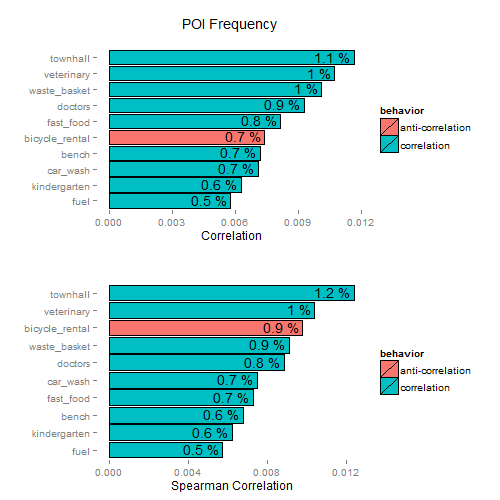 POI Frequency
townhall 1.1 %
veterinary 1 %
waste_basket 1 %
doctors 0.9 %
fast_food 0.8 %
bicycle_rental 0.7 %
bench 0.7 %
car_wash 0.7 %
kindergarten 0.6 %
fuel 0.5 %
0.000 0.003 0.006 0.009 0.012
Correlation
behavior
anti-correlation
correlation
townhall 1.2 %
veterinary 1 %
bicycle_rental 0.9 %
waste_basket 0.9 %
doctors 0.8 %
car_wash 0.7 %
fast_food 0.7 %
bench 0.6 %
kindergarten 0.6 %
fuel 0.5 %
0.000 0.004 0.008 0.012
Spearman Correlation
behavior
anti-correlation
correlation